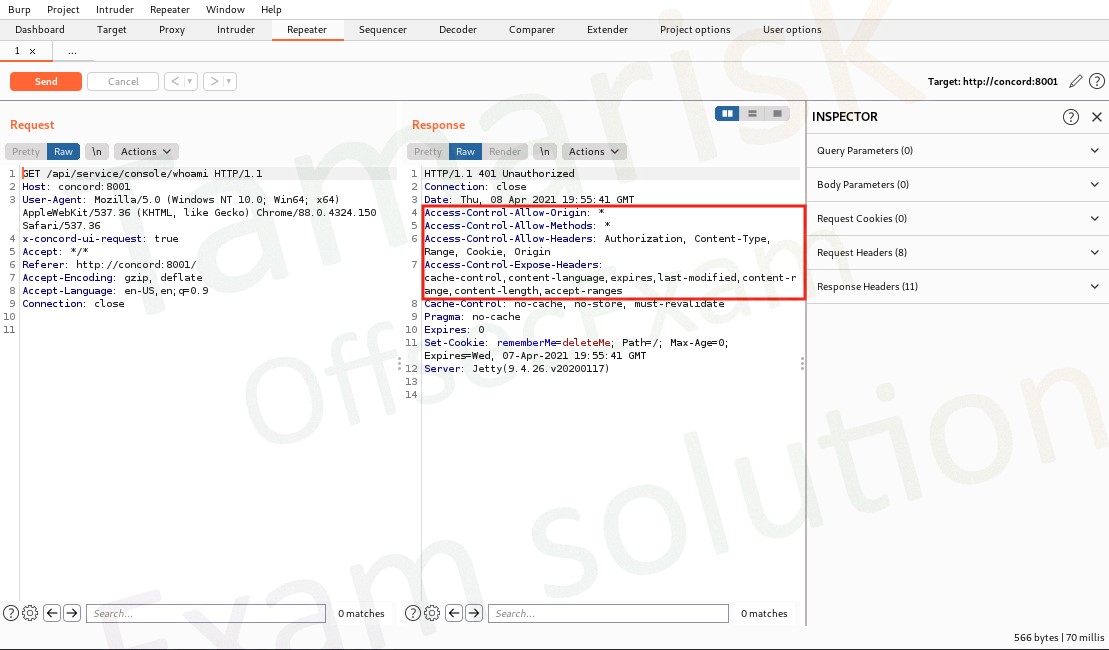 Burp Project Intruder Repeater Window Help
Dashboard Target Proxy Intruder Repeater Sequencer Decoder Comparer Extender Project options User options
1 x ...
Send Cancel < > Target: http://concord:8001
Request
Pretty Raw \n Actions
1 GET /api/service/console/whoami HTTP/1.1
2 Host: concord:8001
3 User-Agent: Mozilla/5.0 (Windows NT 10.0; Win64; x64)
AppleWebKit/537.36 (KHTML, like Gecko) Chrome/88.0.4324.150
Safari/537.36
4 x-concord-ui-request: true
5 Accept: */*
6 Referer: http://concord:8001/
7 Accept-Encoding: gzip, deflate
8 Accept-Language: en-US,en;q=0.9
9 Connection: close
10
11
Search... 0 matches
Response
Pretty Raw Render \n Actions
1 HTTP/1.1 401 Unauthorized
2 Connection: close
3 Date: Thu, 08 Apr 2021 19:55:41 GMT
4 Access-Control-Allow-Origin: *
5 Access-Control-Allow-Methods: *
6 Access-Control-Allow-Headers: Authorization, Content-Type,
Range, Cookie, Origin
7 Access-Control-Expose-Headers:
cache-control,content-language,expires,last-modified,content-r
ange,content-length,accept-ranges
8 Cache-Control: no-cache, no-store, must-revalidate
9 Pragma: no-cache
10 Expires: 0
11 Set-Cookie: rememberMe=deleteMe; Path=/; Max-Age=0;
Expires=Wed, 07-Apr-2021 19:55:41 GMT
12 Server: Jetty(9.4.26.v20200117)
13
14
Search... 0 matches
INSPECTOR
Query Parameters (0)
Body Parameters (0)
Request Cookies (0)
Request Headers (8)
Response Headers (11)
566 bytes | 70 millis
Tamarisk
OffsecExam
Exam solution